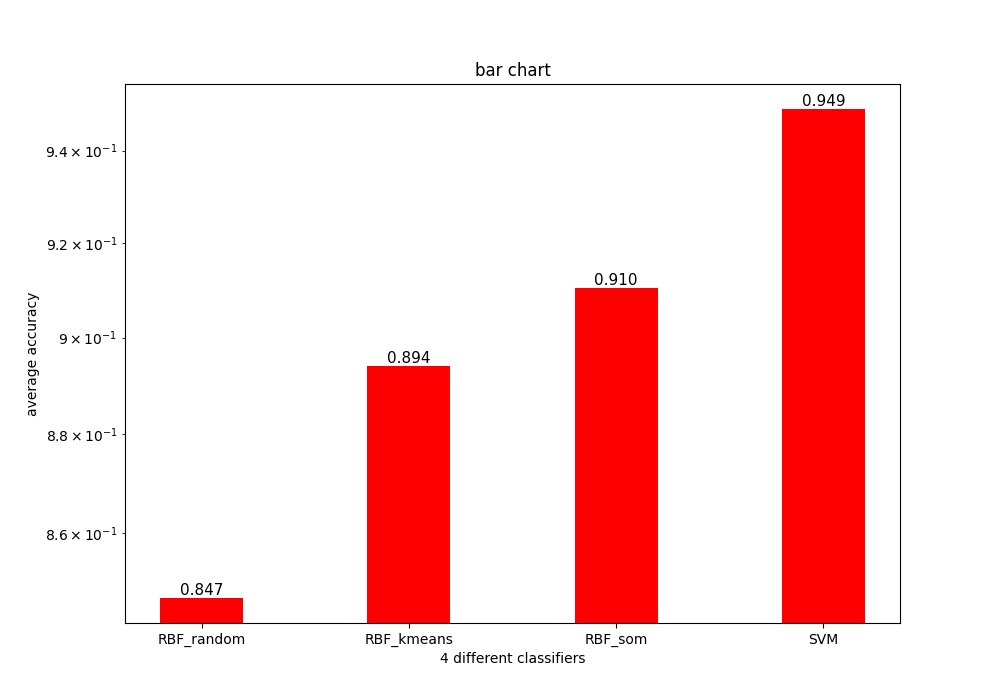 bar chart
0.949
9.4 × 10⁻¹
9.2 × 10⁻¹
0.910
9 × 10⁻¹
0.894
8.8 × 10⁻¹
8.6 × 10⁻¹
0.847
average accuracy
RBF_random RBF_kmeans RBF_som SVM
4 different classifiers